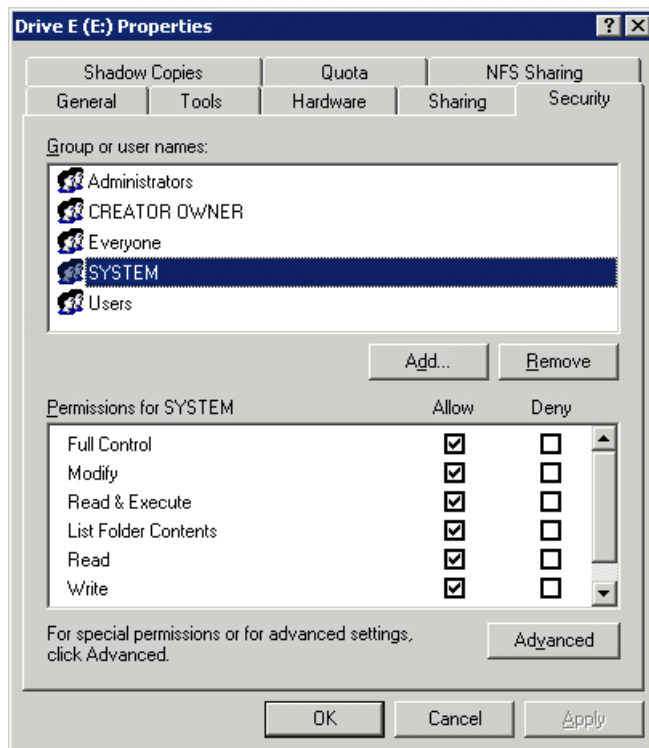 Drive E (E:) Properties
?
Shadow Copies Quota NFS Sharing
General Tools Hardware Sharing Security
Group or user names:
Administrators
CREATOR OWNER
Everyone
SYSTEM
Users
Add... Remove
Permissions for SYSTEM Allow Deny
Full Control
Modify
Read & Execute
List Folder Contents
Read
Write
For special permissions or for advanced settings,
click Advanced.
Advanced
OK Cancel Apply